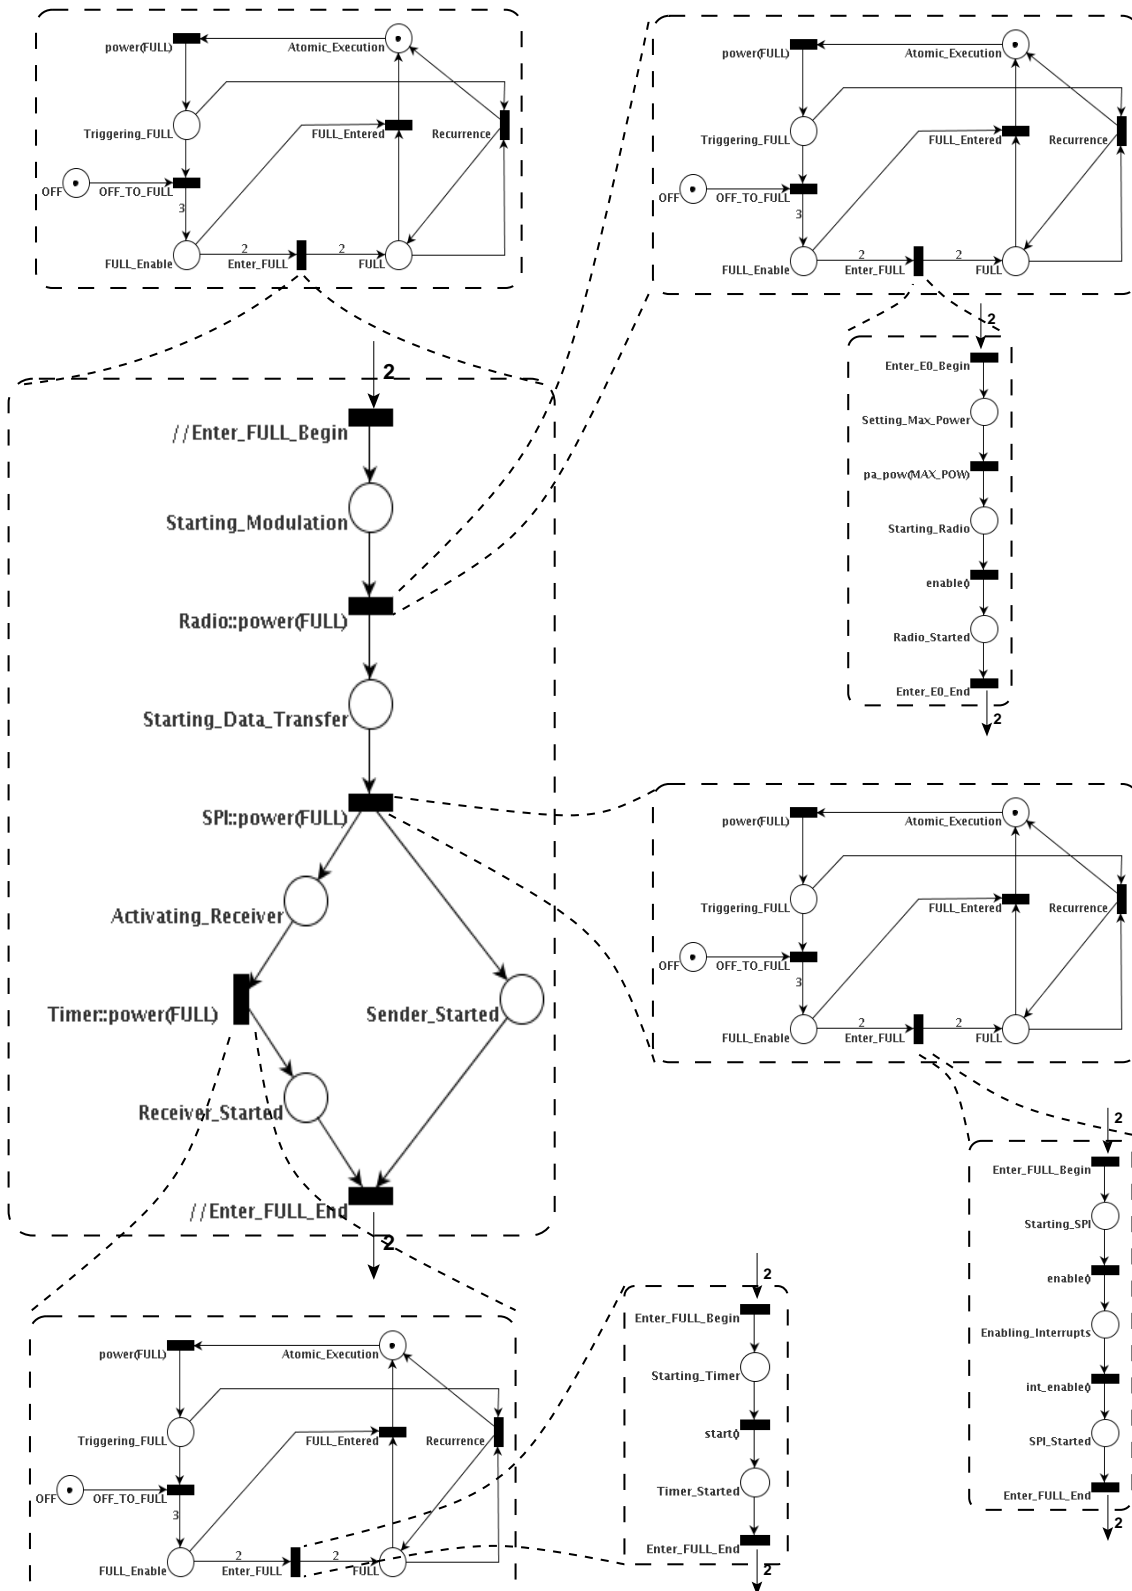 power(FULL)
Atomic_Execution
Triggering_FULL
FULL_Entered
Recurrence
OFF
OFF_TO_FULL
3
FULL_Enable
2
Enter_FULL
2
FULL
power(FULL)
Atomic_Execution
Triggering_FULL
FULL_Entered
Recurrence
OFF
OFF_TO_FULL
3
FULL_Enable
2
Enter_FULL
2
FULL
2
//Enter_FULL_Begin
Starting_Modulation
Radio::power(FULL)
Starting_Data_Transfer
SPI::power(FULL)
Activating_Receiver
Timer::power(FULL)
Sender_Started
Receiver_Started
//Enter_FULL_End
2
2
Enter_E0_Begin
Setting_Max_Power
pa_pow(MAX_POW)
Starting_Radio
enable()
Radio_Started
Enter_E0_End
2
power(FULL)
Atomic_Execution
Triggering_FULL
FULL_Entered
Recurrence
OFF
OFF_TO_FULL
3
FULL_Enable
2
Enter_FULL
2
FULL
2
Enter_FULL_Begin
Starting_SPI
enable()
Enabling_Interrupts
int_enable()
SPI_Started
Enter_FULL_End
2
power(FULL)
Atomic_Execution
Triggering_FULL
FULL_Entered
Recurrence
OFF
OFF_TO_FULL
3
FULL_Enable
2
Enter_FULL
2
FULL
2
Enter_FULL_Begin
Starting_Timer
start()
Timer_Started
Enter_FULL_End
2